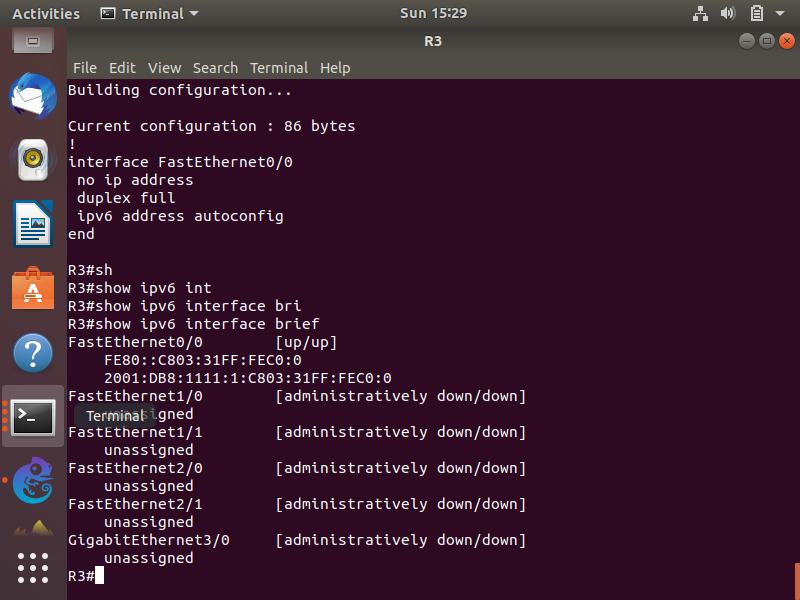 Activities Terminal Sun 15:29
R3
File Edit View Search Terminal Help
Building configuration...
Current configuration : 86 bytes
!
interface FastEthernet0/0
no ip address
duplex full
ipv6 address autoconfig
end
R3#sh
R3#show ipv6 int
R3#show ipv6 interface bri
R3#show ipv6 interface brief
FastEthernet0/0 [up/up]
FE80::C803:31FF:FEC0:0
2001:DB8:1111:1:C803:31FF:FEC0:0
FastEthernet1/0 [administratively down/down]
unassigned
Terminal
FastEthernet1/1 [administratively down/down]
unassigned
FastEthernet2/0 [administratively down/down]
unassigned
FastEthernet2/1 [administratively down/down]
unassigned
GigabitEthernet3/0 [administratively down/down]
unassigned
R3#